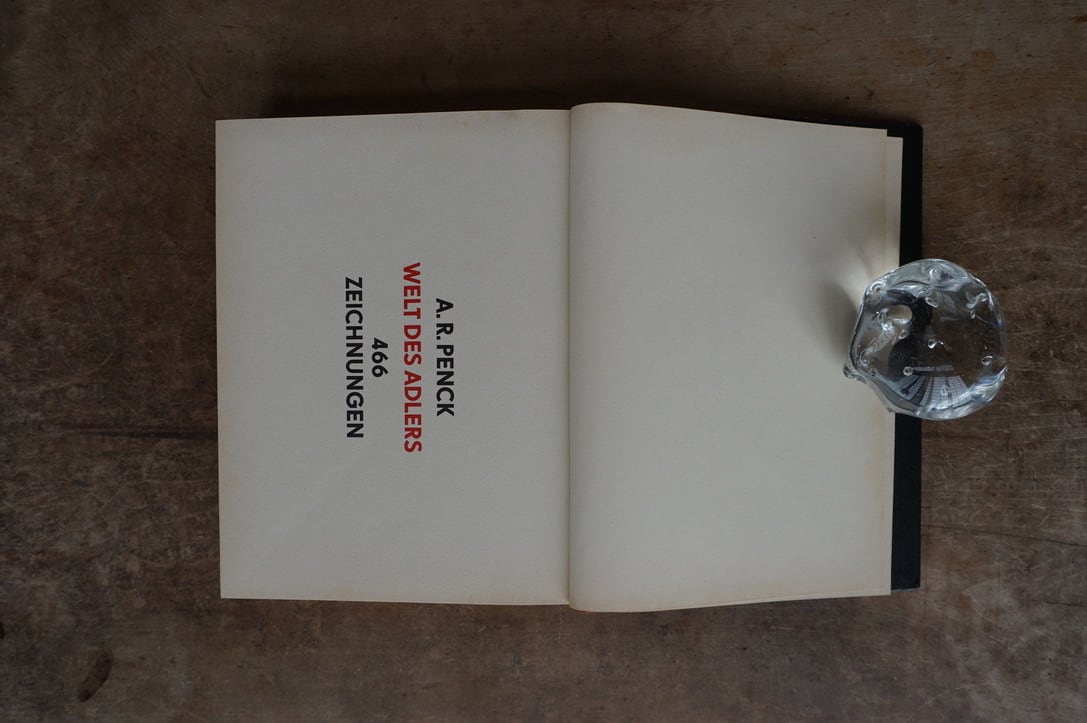 A. R. PENCK
WELT DES ADLERS
466
ZEICHNUNGEN